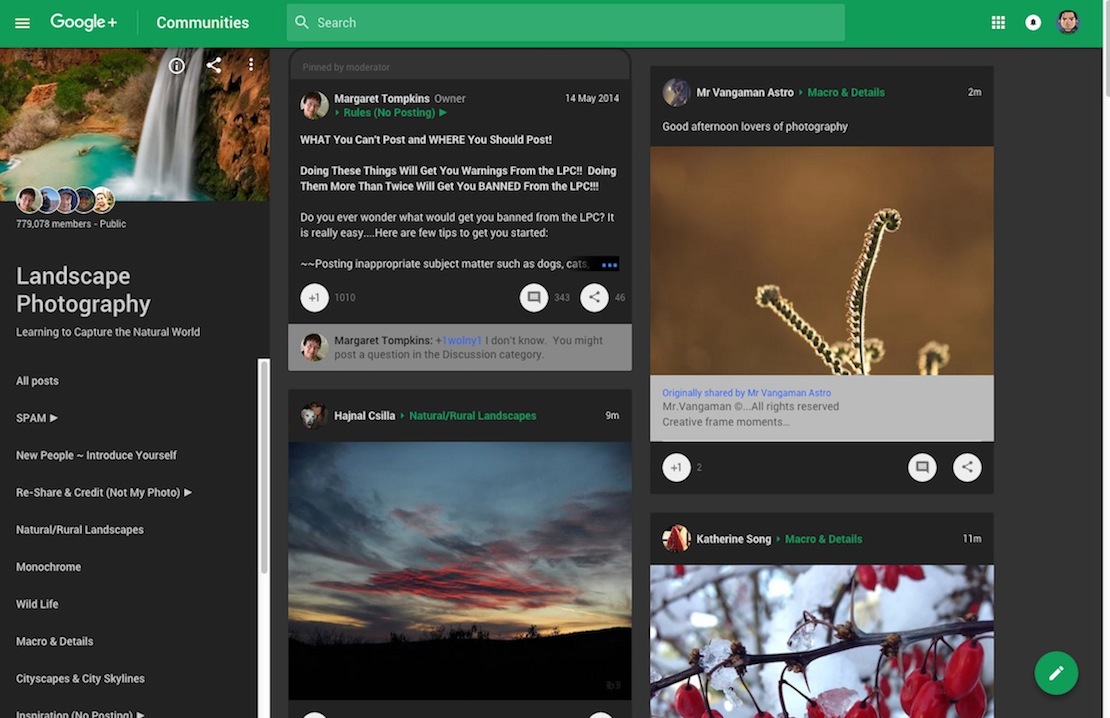 Google+
Communities
Search
779,078 members - Public
Landscape
Photography
Learning to Capture the Natural World
All posts
SPAM ▶
New People ~ Introduce Yourself
Re-Share & Credit (Not My Photo) ▶
Natural/Rural Landscapes
Monochrome
Wild Life
Macro & Details
Cityscapes & City Skylines
Inspiration (No Posting) ▶
Pinned by moderator
Margaret Tompkins Owner
14 May 2014
Rules (No Posting) ▶
WHAT You Can't Post and WHERE You Should Post!
Doing These Things Will Get You Warnings From the LPC!! Doing
Them More Than Twice Will Get You BANNED From the LPC!!!
Do you ever wonder what would get you banned from the LPC? It
is really easy....Here are few tips to get you started:
~~Posting inappropriate subject matter such as dogs, cats,
+1 1010 343 46
Margaret Tompkins: +1wolny1 I don't know. You might
post a question in the Discussion category.
Hajnal Csilla Natural/Rural Landscapes 9m
Mr Vangaman Astro Macro & Details 2m
Good afternoon lovers of photography
Originally shared by Mr Vangaman Astro
Mr.Vangaman ©...All rights reserved
Creative frame moments...
+1 2
Katherine Song Macro & Details 11m